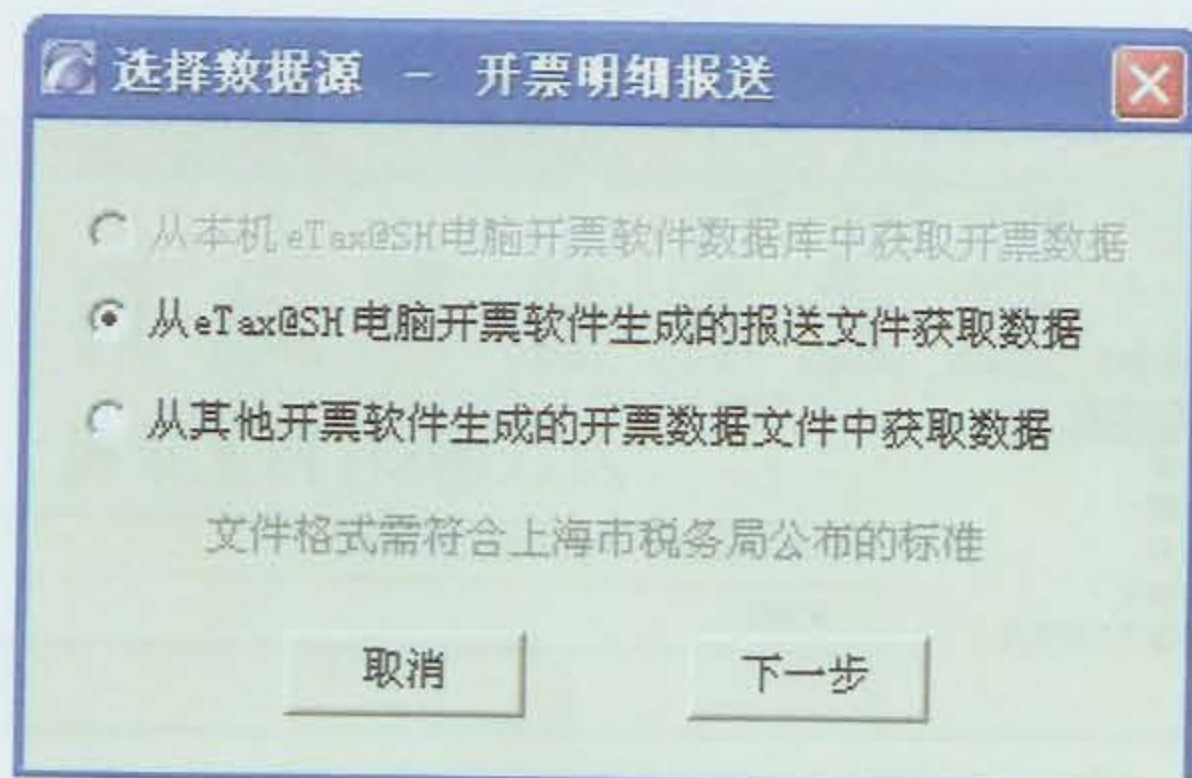 选择数据源 - 开票明细报送
从本机eTax@SH电脑开票软件数据库中获取开票数据
从eTax@SH电脑开票软件生成的报送文件获取数据
从其他开票软件生成的开票数据文件中获取数据
文件格式需符合上海市税务局公布的标准
取消 下一步